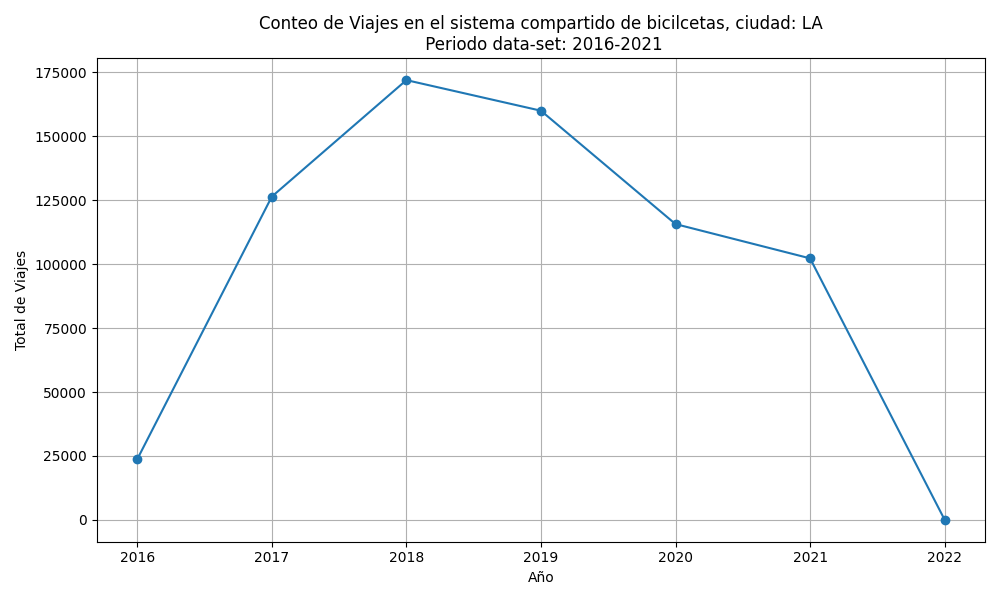 Conteo de Viajes en el sistema compartido de bicilcetas, ciudad: LA
Periodo data-set: 2016-2021
Total de Viajes
175000
150000
125000
100000
75000
50000
25000
0
2016 2017 2018 2019 2020 2021 2022
Año